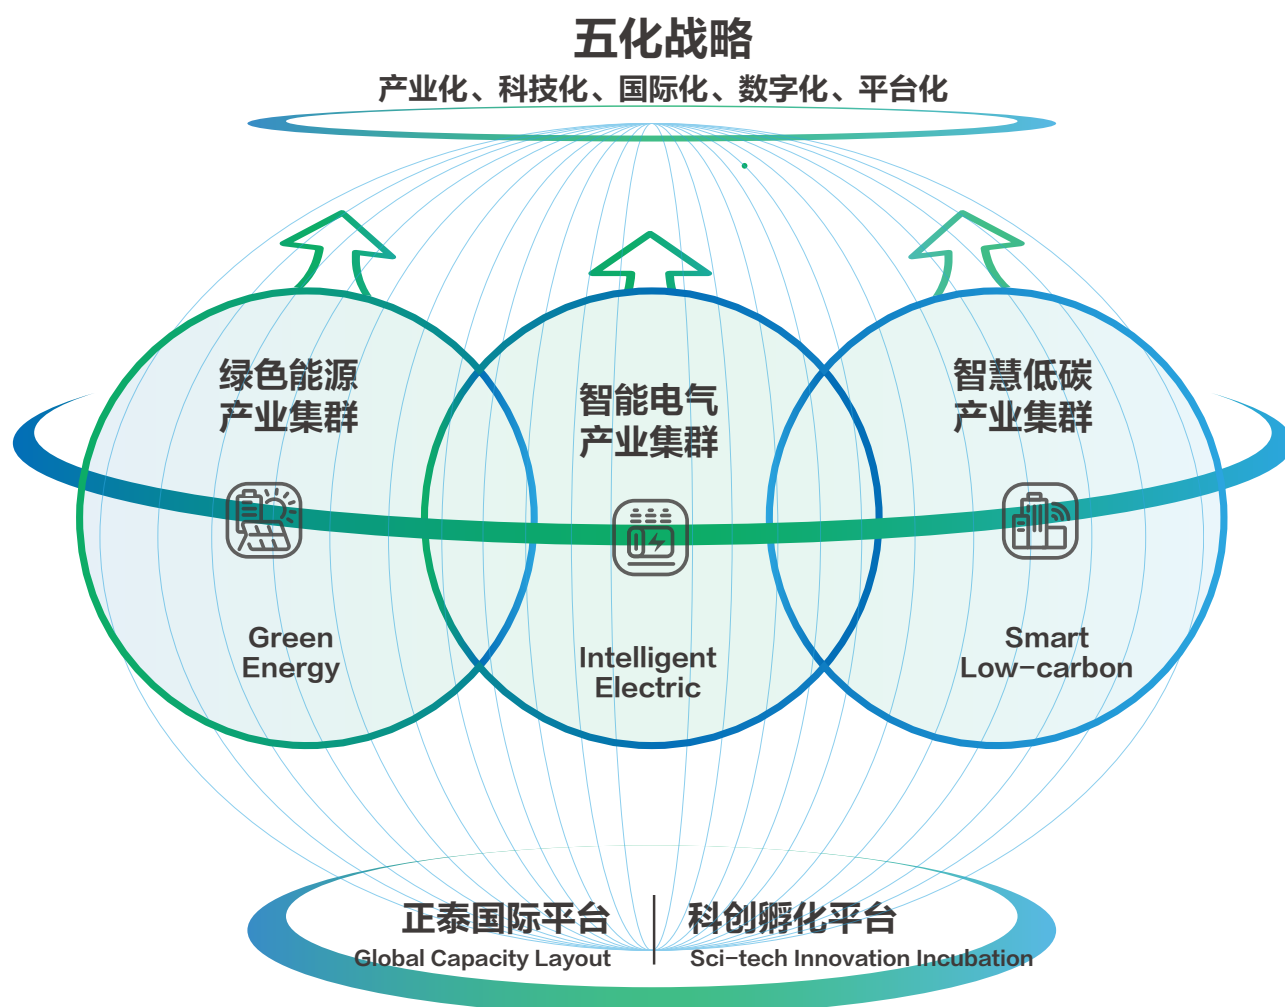 五化战略
产业化、科技化、国际化、数字化、平台化
绿色能源
产业集群
智能电气
产业集群
智慧低碳
产业集群
Green
Energy
Intelligent
Electric
Smart
Low-carbon
正泰国际平台
Global Capacity Layout
科创孵化平台
Sci-tech Innovation Incubation